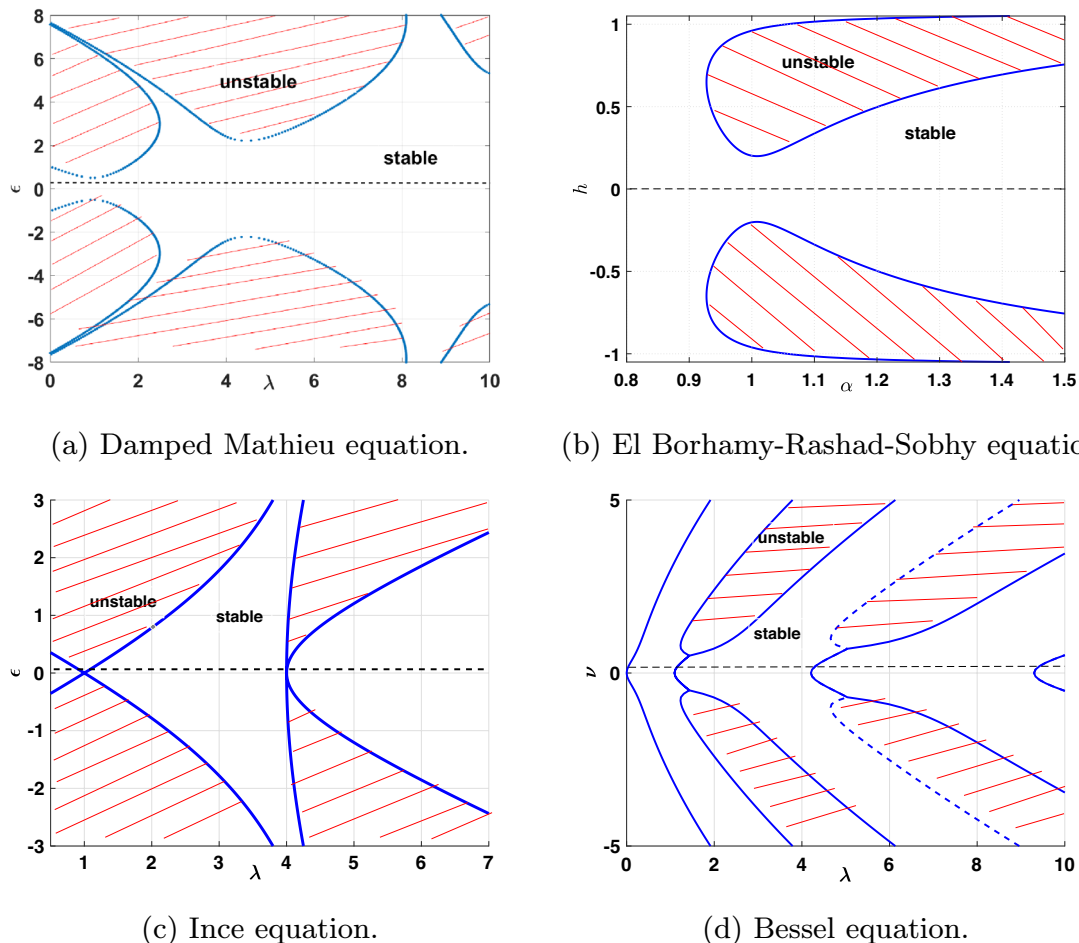 8
6
4
2
0
-2
-4
-6
-8
ϵ
unstable
stable
0 2 4 6 8 10
λ
1
0.5
0
-0.5
-1
h
unstable
stable
0.8 0.9 1 1.1 1.2 1.3 1.4 1.5
α
(a) Damped Mathieu equation.
(b) El Borhamy-Rashad-Sobhy equatio
3
2
1
0
-1
-2
-3
ϵ
unstable
stable
1 2 3 4 5 6 7
λ
5
0
-5
ν
unstable
stable
0 2 4 6 8 10
λ
(c) Ince equation.
(d) Bessel equation.